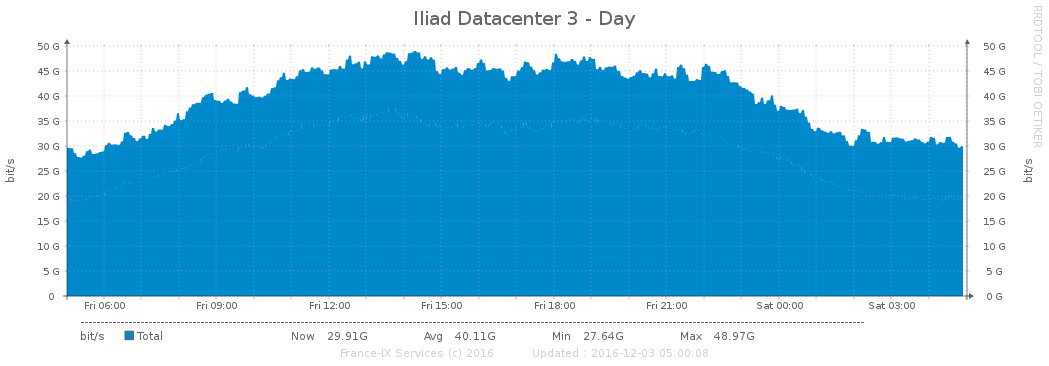 Iliad Datacenter 3 - Day
RRDTOOL / TOBI OETIKER
bit/s
50 G
45 G
40 G
35 G
30 G
25 G
20 G
15 G
10 G
5 G
0
50 G
45 G
40 G
35 G
30 G
25 G
20 G
15 G
10 G
5 G
0 G
bit/s
Fri 06:00 Fri 09:00 Fri 12:00 Fri 15:00 Fri 18:00 Fri 21:00 Sat 00:00 Sat 03:00
bit/s Total Now 29.91G Avg 40.11G Min 27.64G Max 48.97G
France-IX Services (c) 2016 Updated : 2016-12-03 05:00:08